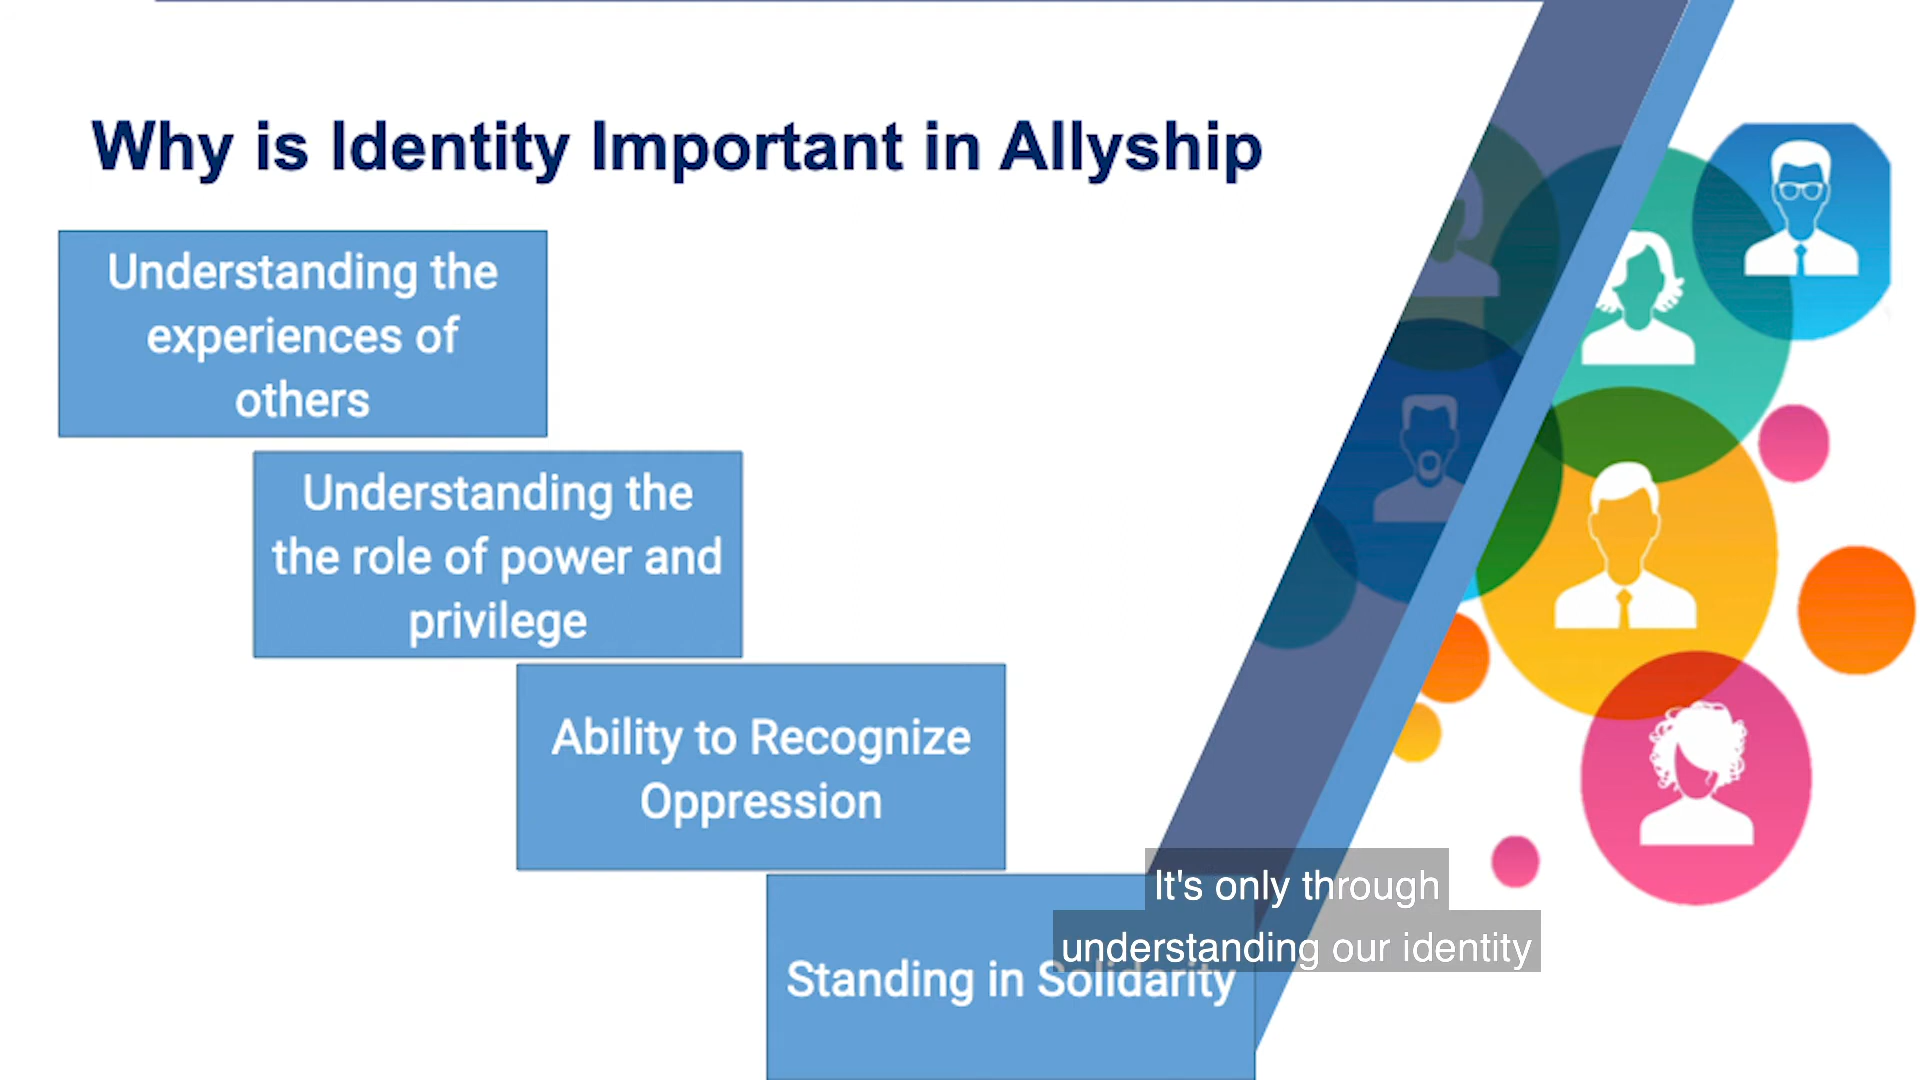 Why is Identity Important in Allyship
Understanding the
experiences of
others
Understanding the
the role of power and
privilege
Ability to Recognize
Oppression
Standing in Solidarity
It's only through
understanding our identity